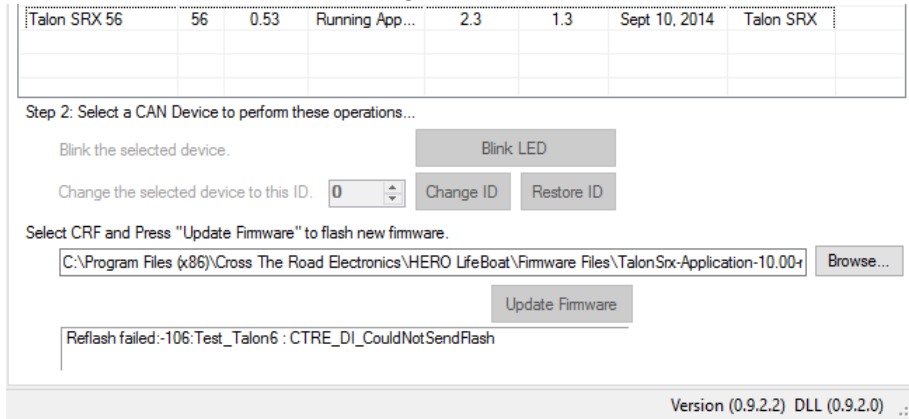 Talon SRX 56 56 0.53 Running App... 2.3 1.3 Sept 10, 2014 Talon SRX
Step 2: Select a CAN Device to perform these operations...
Blink the selected device. Blink LED
Change the selected device to this ID. 0 Change ID Restore ID
Select CRF and Press "Update Firmware" to flash new firmware.
C:\Program Files (x86)\Cross The Road Electronics\HERO LifeBoat\Firmware Files\TalonSrx-Application-10.00-r Browse...
Update Firmware
Reflash failed:-106:Test_Talon6 : CTRE_DI_CouldNotSendFlash
Version (0.9.2.2) DLL (0.9.2.0)